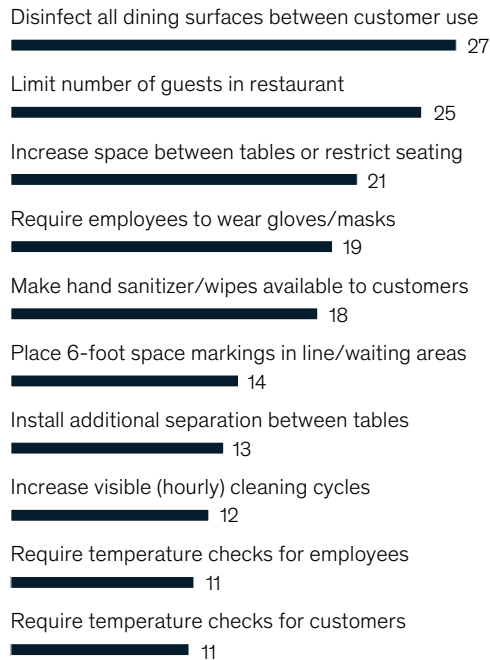 Disinfect all dining surfaces between customer use
27
Limit number of guests in restaurant
25
Increase space between tables or restrict seating
21
Require employees to wear gloves/masks
19
Make hand sanitizer/wipes available to customers
18
Place 6-foot space markings in line/waiting areas
14
Install additional separation between tables
13
Increase visible (hourly) cleaning cycles
12
Require temperature checks for employees
11
Require temperature checks for customers
11